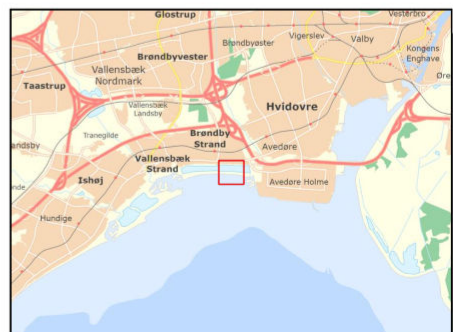 Glostrup
Vesterbro
Brøndbyøster
Vigerslev
Valby
Brøndbyvester
Kongens
Enghave
Vallensbæk
Nordmark
Taastrup
Vallensbæk
Landsby
Hvidovre
Tranegilde
Brøndby
Strand
Avedøre
Vallensbæk
Strand
Ishøj
Avedøre Holme
Hundige